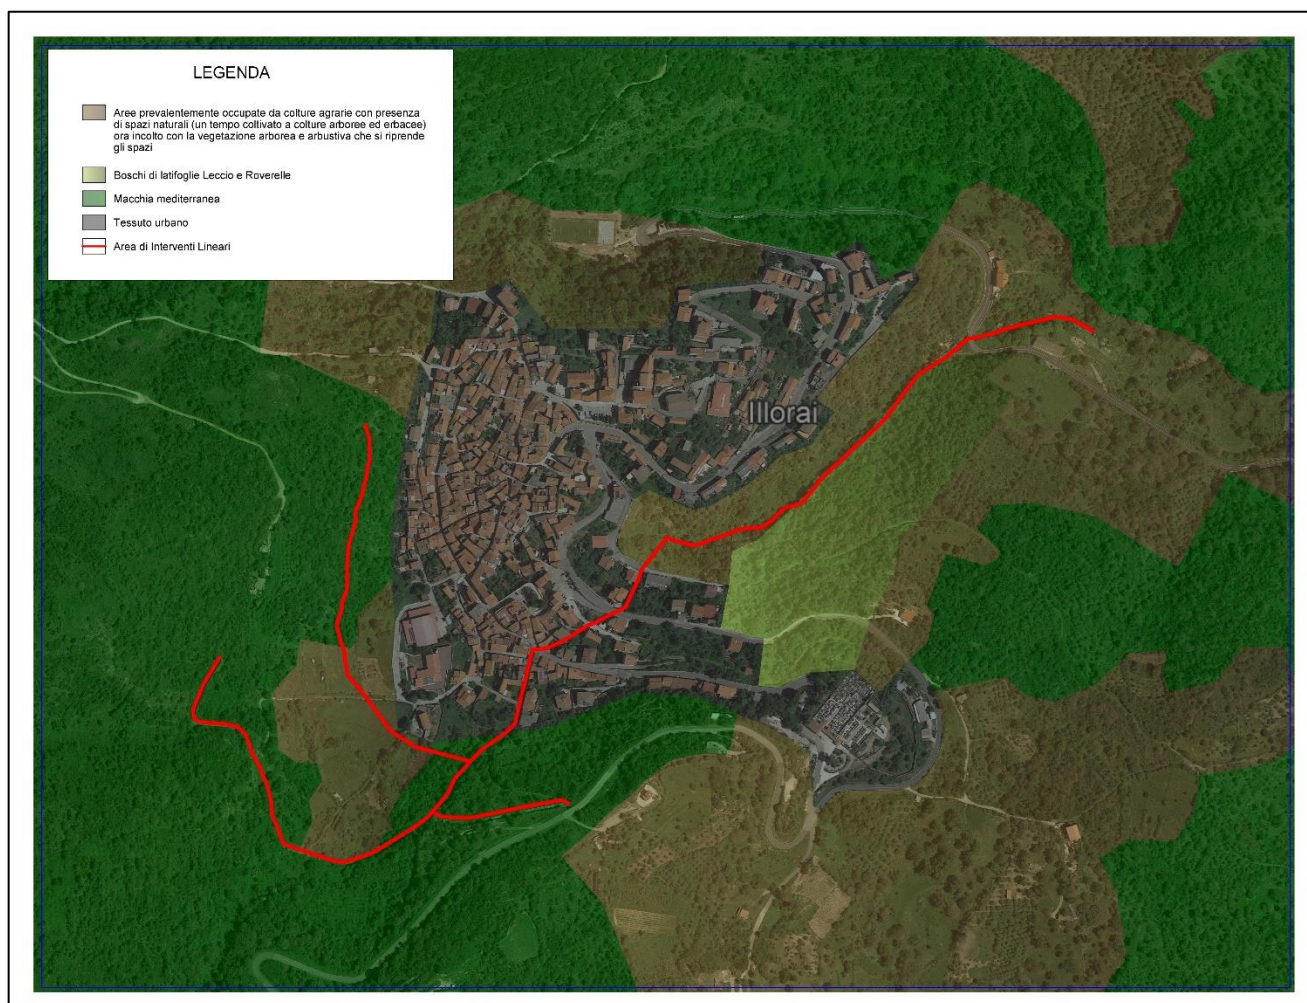 LEGENDA
Aree prevalentemente occupate da colture agrarie con presenza
di spazi naturali (un tempo coltivato a colture arboree ed erbacee)
ora incolto con la vegetazione arborea e arbustiva che si riprende
gli spazi
Boschi di latifoglie Leccio e Roverelle
Macchia mediterranea
Tessuto urbano
Area di Interventi Lineari
Illorai